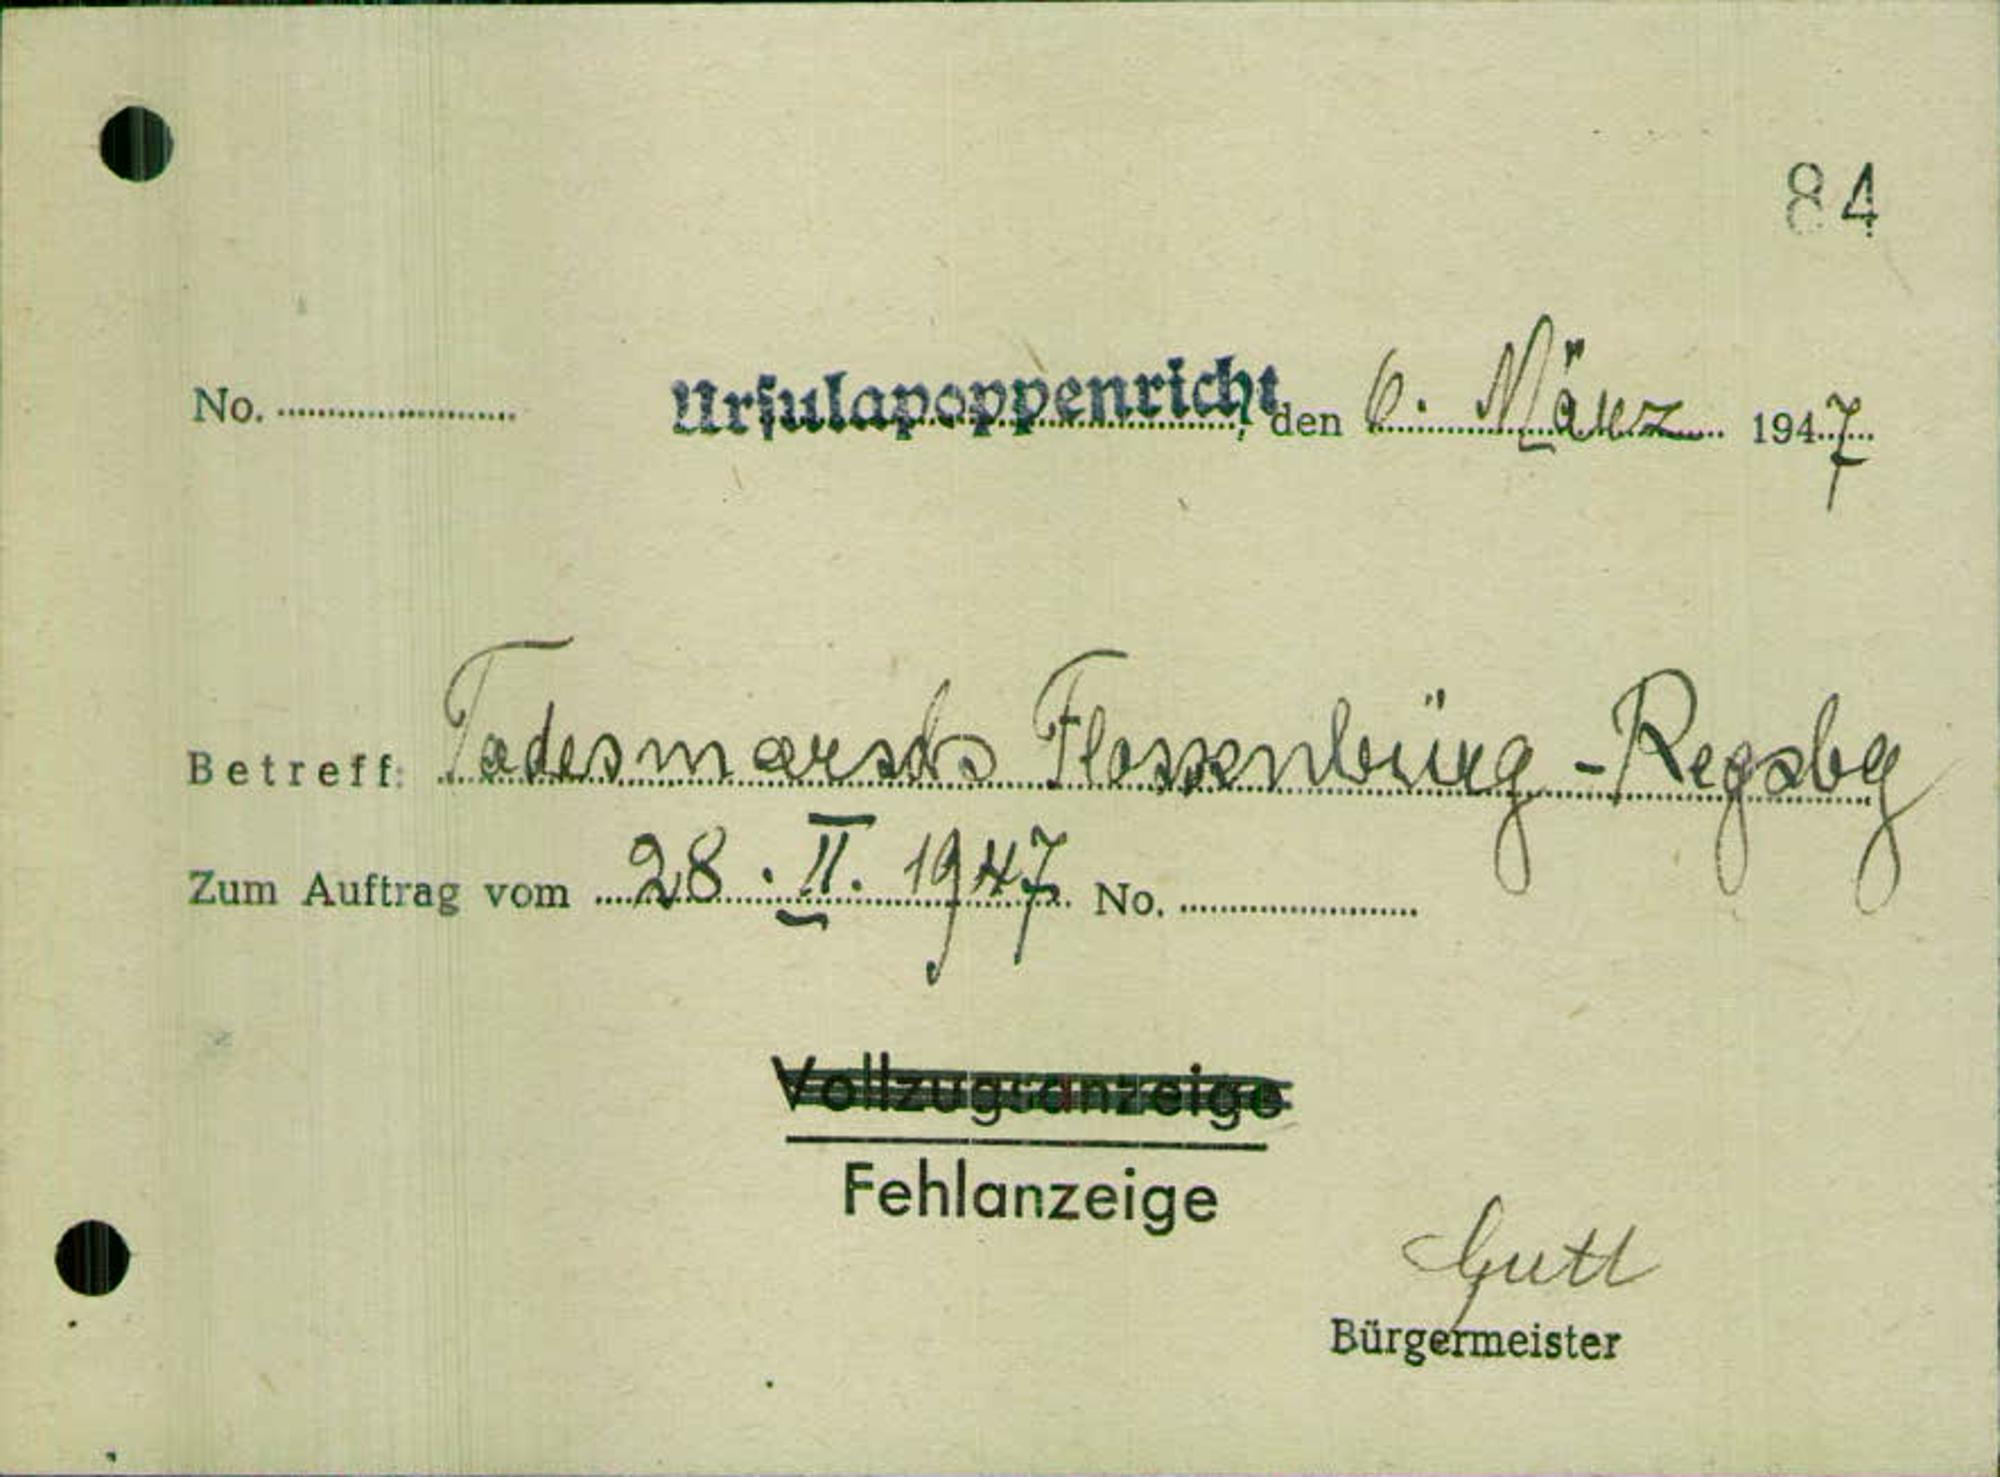 84
No. Ursulapoppenricht, den 6. März 1947
Betreff: Todesmarsch Flossenbürg - Regsbg
Zum Auftrag vom 28. II. 1947 No.
Vollzugsanzeige
Fehlanzeige
Gutt
Bürgermeister